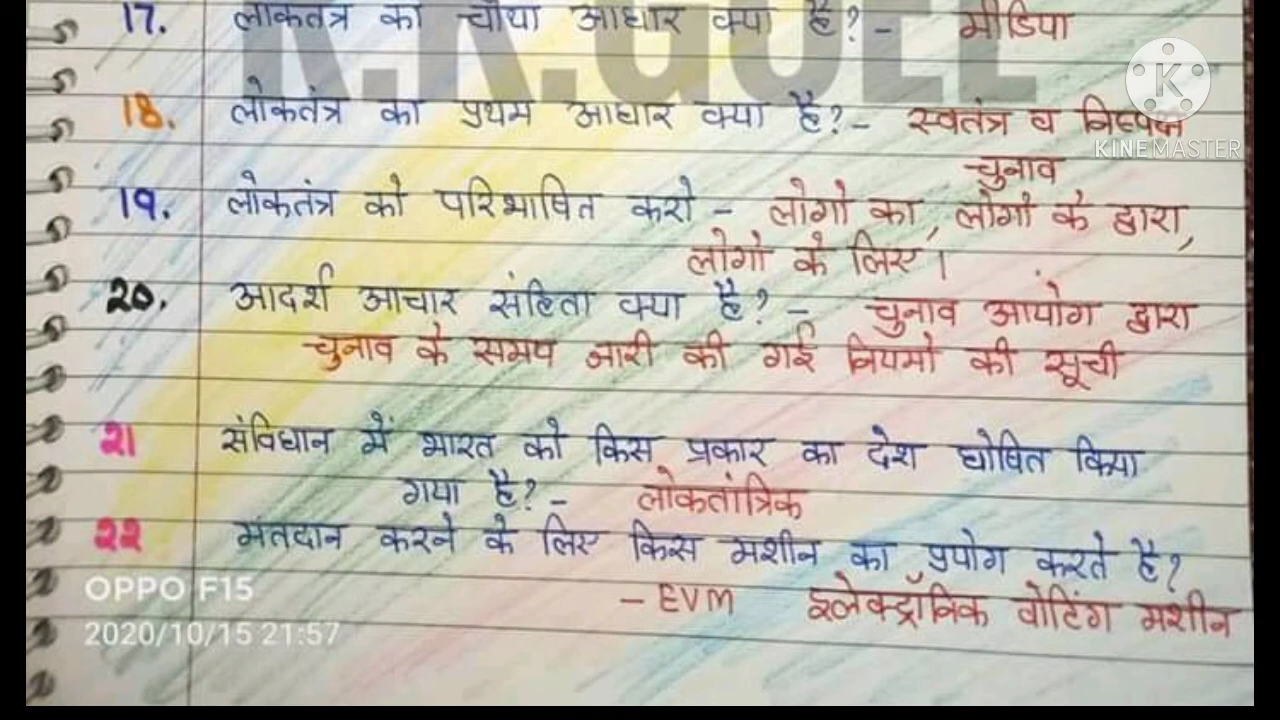 K.R.GOEL
17. लोकतंत्र का चौथा आधार क्या है? - मीडिया
18. लोकतंत्र का प्रथम आधार क्या है? - स्वतंत्र व निष्पक्ष
KINEMASTER
चुनाव
19. लोकतंत्र को परिभाषित करो - लोगो का, लोगो के द्वारा,
लोगो के लिए।
20. आदर्श आचार संहिता क्या है? - चुनाव आयोग द्वारा
चुनाव के समय जारी की गई नियमो की सूची
21 संविधान में भारत को किस प्रकार का देश घोषित किया
गया है? - लोकतांत्रिक
22 मतदान करने के लिए किस मशीन का प्रयोग करते है?
- EVM इलेक्ट्रॉनिक वोटिंग मशीन
OPPO F15
2020/10/15 21:57